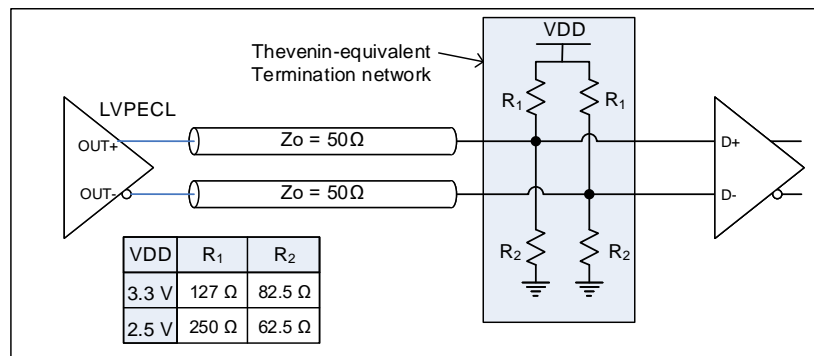 VDD
Thevenin-equivalent
Termination network
R₁ R₁
LVPECL
OUT+ Zo = 50Ω D+
OUT- Zo = 50Ω D-
R₂ R₂
VDD R₁ R₂
3.3 V 127 Ω 82.5 Ω
2.5 V 250 Ω 62.5 Ω